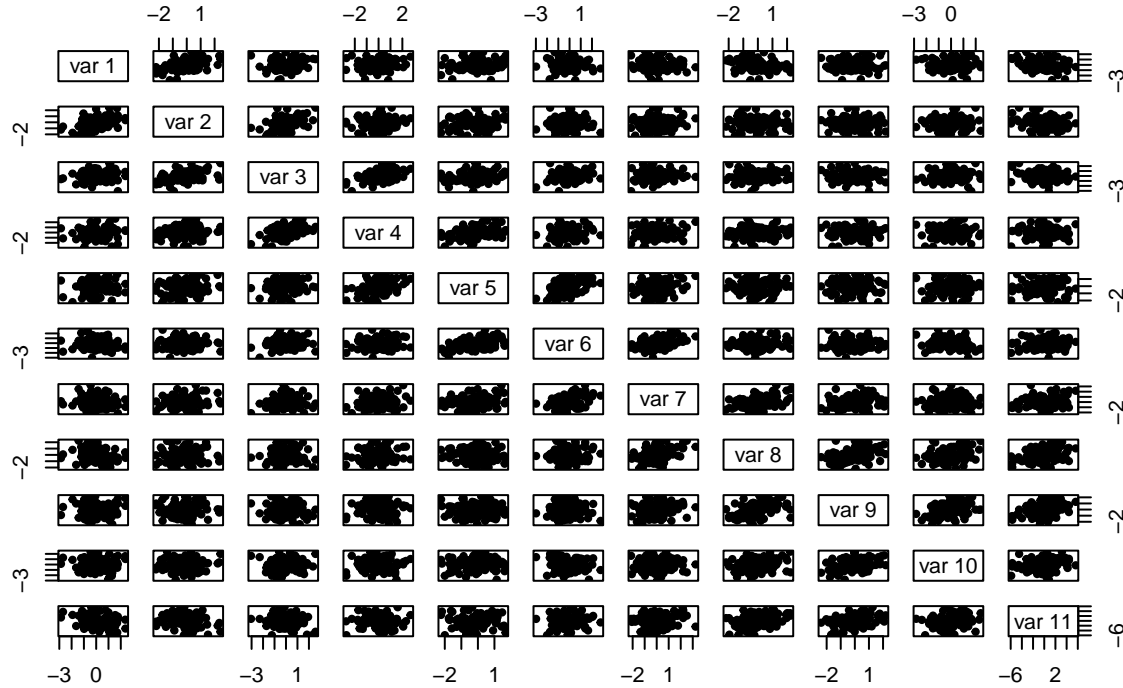 −2 1 −2 2 −3 1 −2 1 −3 0
var 1 −3
−2 var 2
var 3 −3
−2 var 4
var 5 −2
−3 var 6
var 7 −2
−2 var 8
var 9 −2
−3 var 10
var 11 −6
−3 0 −3 1 −2 1 −2 1 −2 1 −6 2